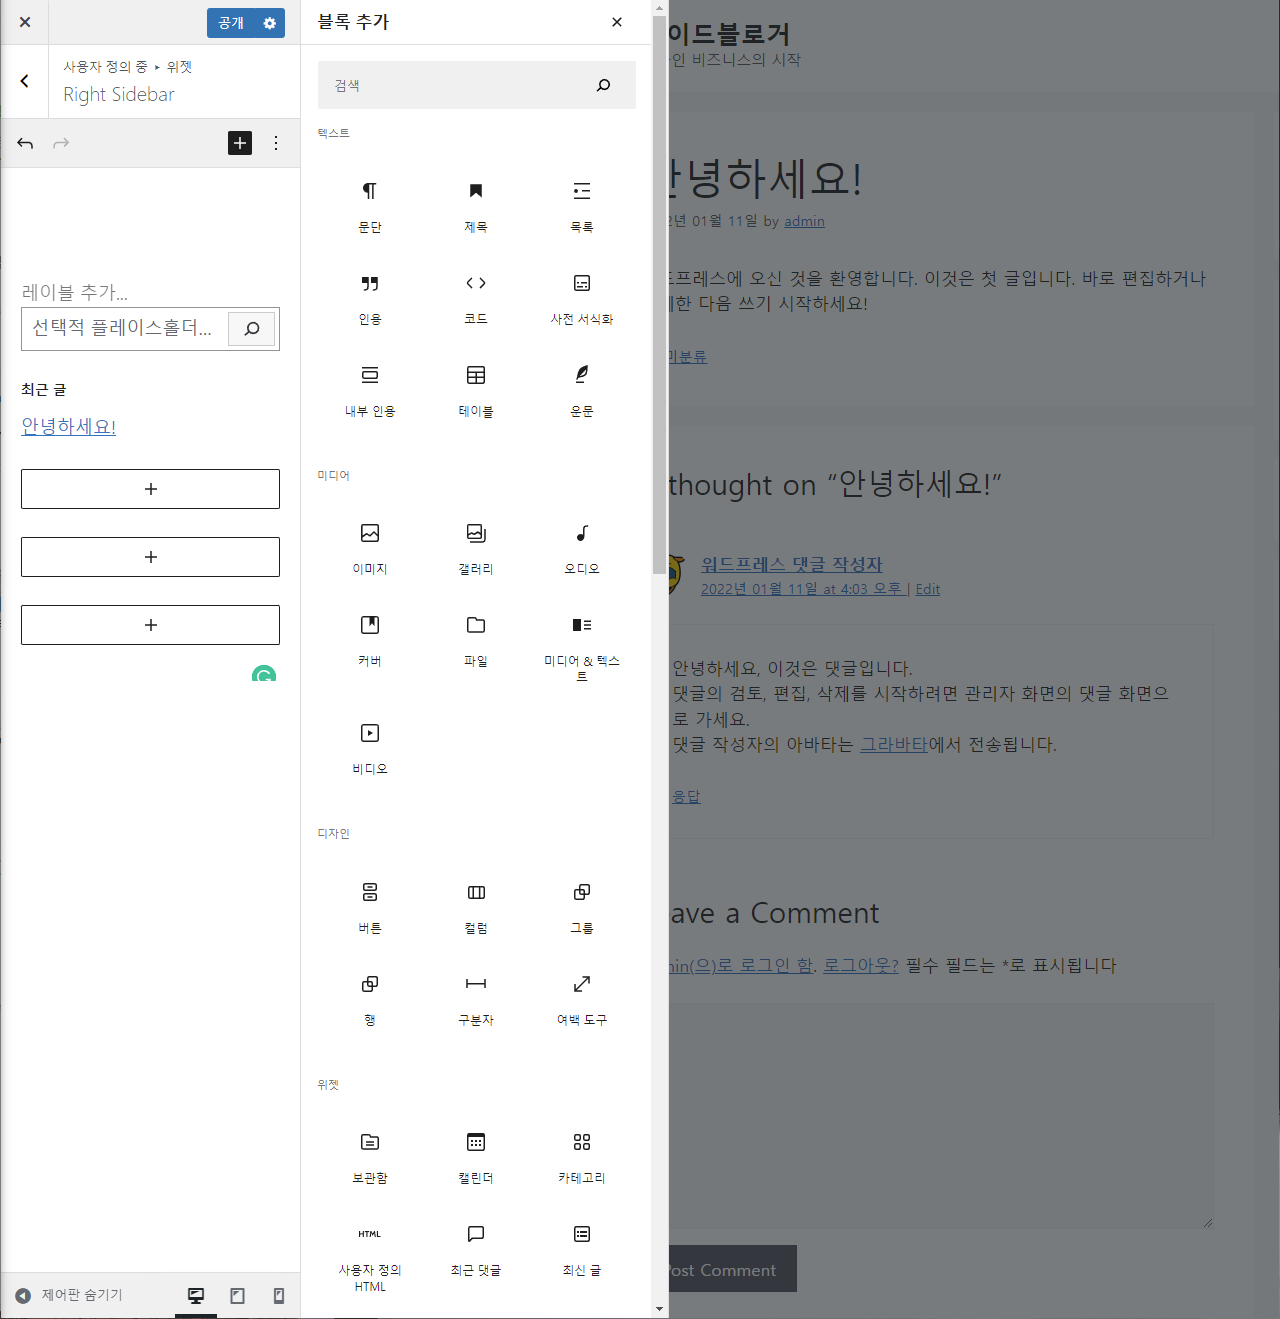 공개
사용자 정의 중 ▸ 위젯
Right Sidebar
레이블 추가...
선택적 플레이스홀더...
최근 글
안녕하세요!
제어판 숨기기
블록 추가
검색
텍스트
문단
제목
목록
인용
코드
사전 서식화
내부 인용
테이블
운문
미디어
이미지
갤러리
오디오
커버
파일
미디어 & 텍스
트
비디오
디자인
버튼
컬럼
그룹
행
구분자
여백 도구
위젯
보관함
캘린더
카테고리
HTML
사용자 정의
HTML
최근 댓글
최신 글
이드블로거
인 비즈니스의 시작
녕하세요!
년 01월 11일 by admin
프레스에 오신 것을 환영합니다. 이것은 첫 글입니다. 바로 편집하거나
한 다음 쓰기 시작하세요!
미분류
thought on “안녕하세요!”
워드프레스 댓글 작성자
2022년 01월 11일 at 4:03 오후 | Edit
안녕하세요, 이것은 댓글입니다.
댓글의 검토, 편집, 삭제를 시작하려면 관리자 화면의 댓글 화면으
로 가세요.
댓글 작성자의 아바타는 그라바타에서 전송됩니다.
응답
ave a Comment
min(으)로 로그인 함. 로그아웃? 필수 필드는 *로 표시됩니다
Post Comment